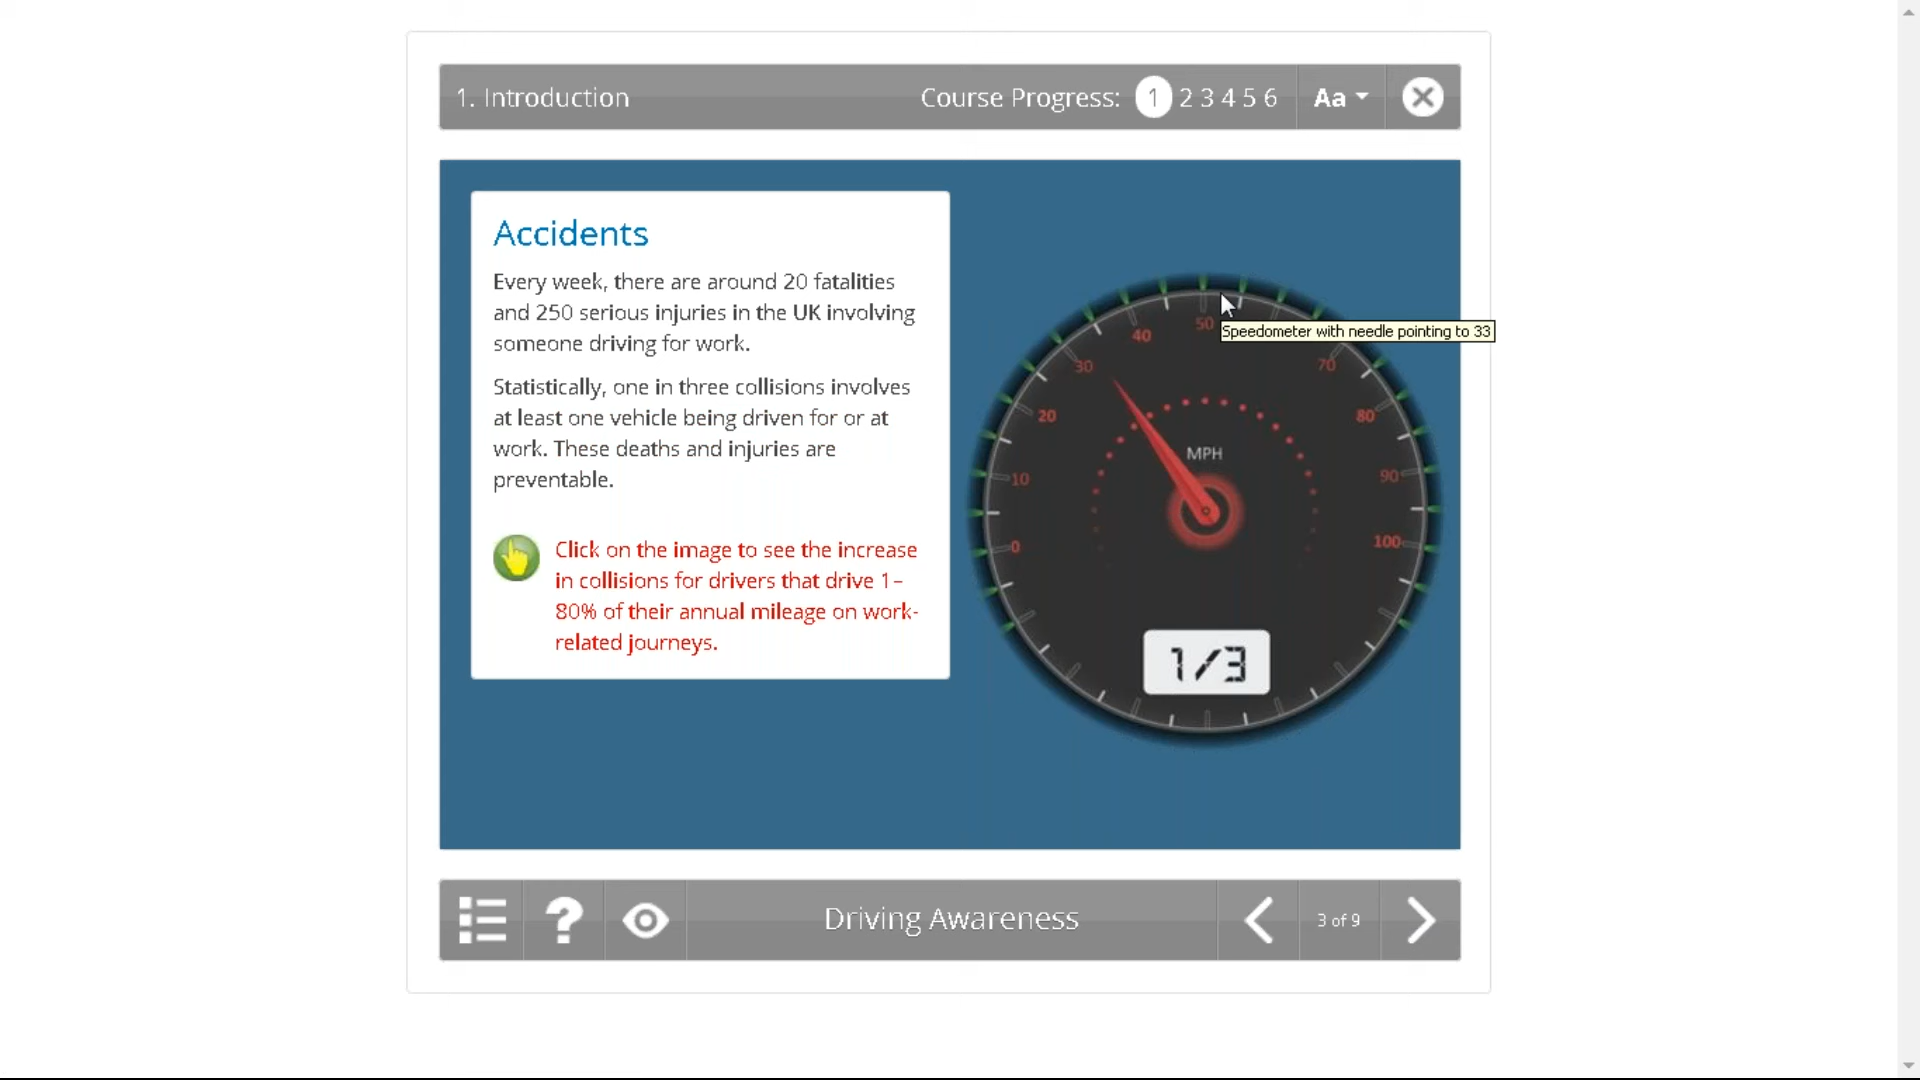 1. Introduction
Course Progress: 1 2 3 4 5 6
Aa
Accidents
Every week, there are around 20 fatalities
and 250 serious injuries in the UK involving
someone driving for work.
Statistically, one in three collisions involves
at least one vehicle being driven for or at
work. These deaths and injuries are
preventable.
Click on the image to see the increase
in collisions for drivers that drive 1–
80% of their annual mileage on work-
related journeys.
0
10
20
30
40
50
70
80
90
100
MPH
1/3
Speedometer with needle pointing to 33
?
Driving Awareness
3 of 9